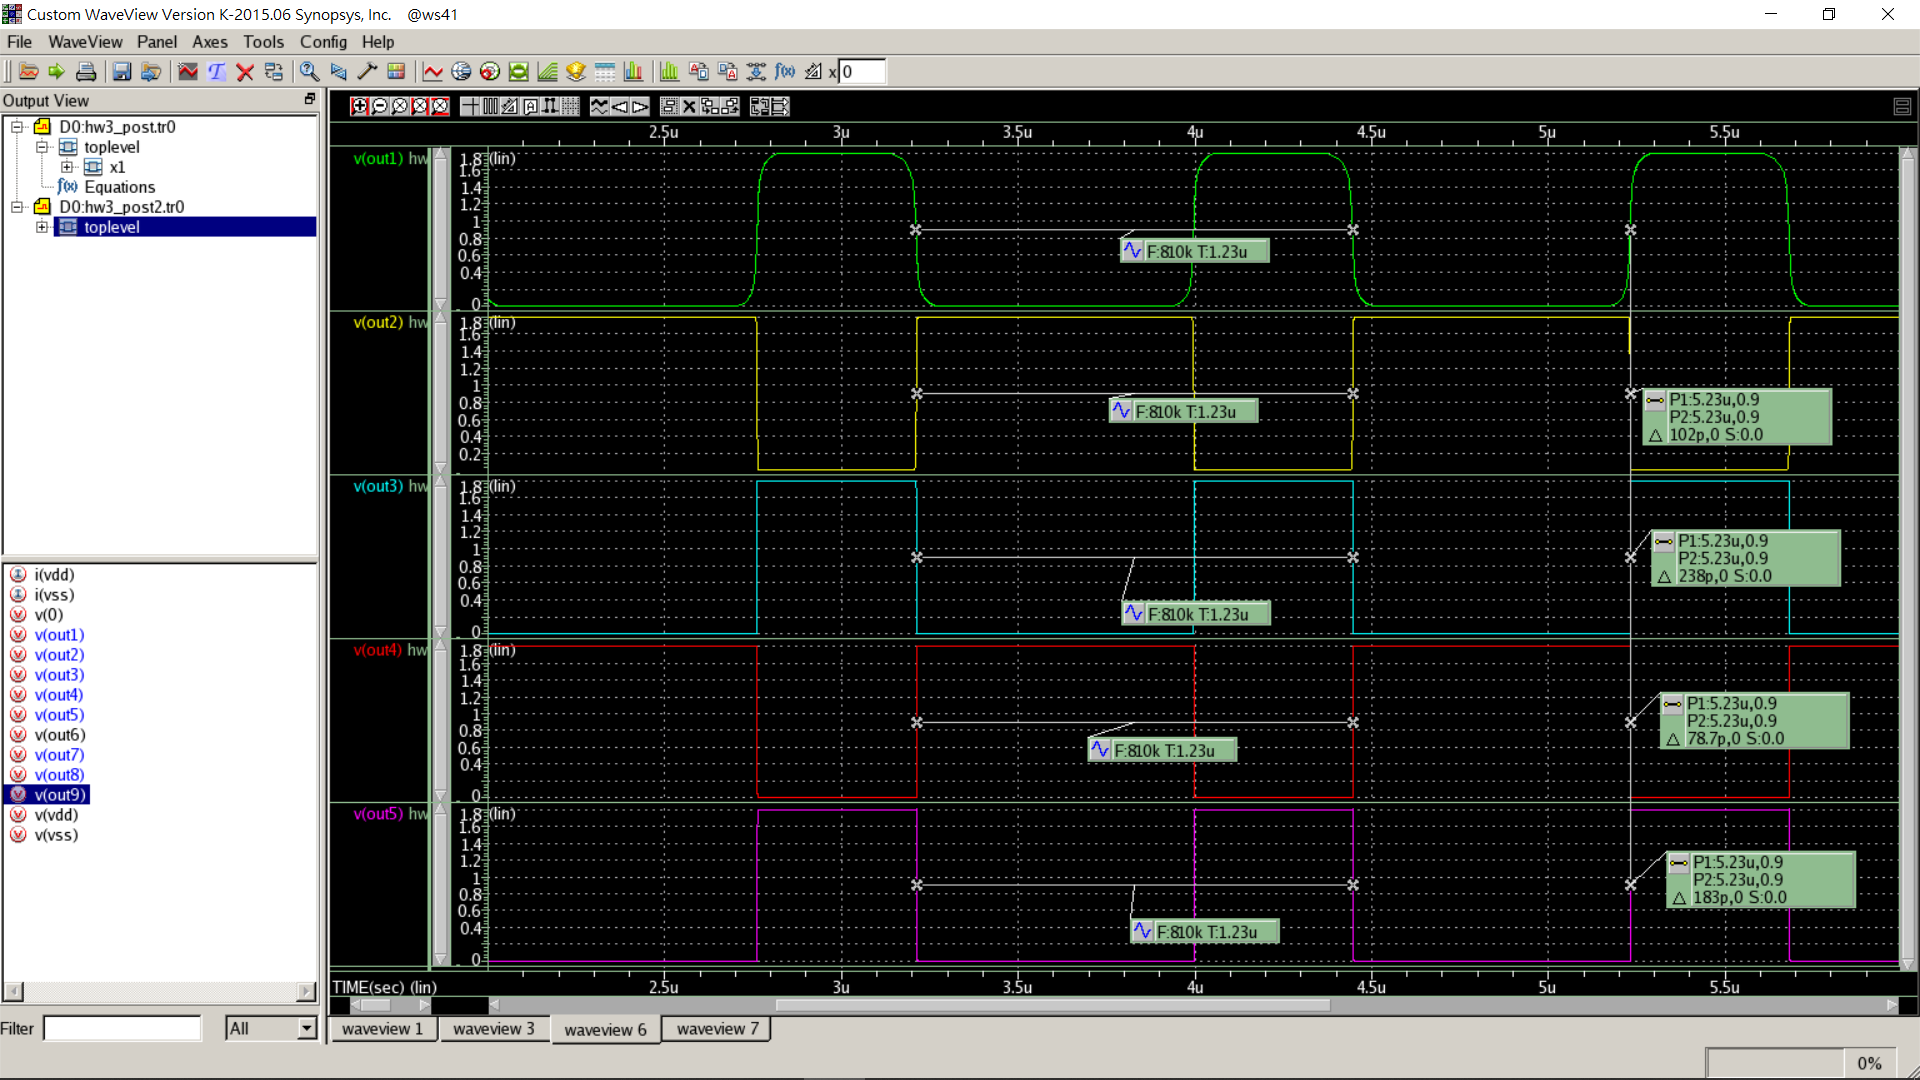 Custom WaveView Version K-2015.06 Synopsys, Inc.    @ws41
File WaveView Panel Axes Tools Config Help
x 0
Output View
D0:hw3_post.tr0
toplevel
x1
f(x) Equations
D0:hw3_post2.tr0
toplevel
i(vdd)
i(vss)
v(0)
v(out1)
v(out2)
v(out3)
v(out4)
v(out5)
v(out6)
v(out7)
v(out8)
v(out9)
v(vdd)
v(vss)
Filter
All
2.5u 3u 3.5u 4u 4.5u 5u 5.5u
v(out1) hw
1.8 (lin)
1.6
1.4
1.2
1
0.8
0.6
0.4
0
F:810k T:1.23u
v(out2) hw
1.8 (lin)
1.6
1.4
1.2
1
0.8
0.6
0.4
0.2
F:810k T:1.23u
P1:5.23u,0.9
P2:5.23u,0.9
△ 102p,0 S:0.0
v(out3) hw
1.8 (lin)
1.6
1.4
1.2
1
0.8
0.6
0.4
0
F:810k T:1.23u
P1:5.23u,0.9
P2:5.23u,0.9
△ 238p,0 S:0.0
v(out4) hw
1.8 (lin)
1.6
1.4
1.2
1
0.8
0.6
0.4
0
F:810k T:1.23u
P1:5.23u,0.9
P2:5.23u,0.9
△ 78.7p,0 S:0.0
v(out5) hw
1.8 (lin)
1.6
1.4
1.2
1
0.8
0.6
0.4
0
F:810k T:1.23u
P1:5.23u,0.9
P2:5.23u,0.9
△ 183p,0 S:0.0
TIME(sec) (lin)
2.5u 3u 3.5u 4u 4.5u 5u 5.5u
waveview 1 waveview 3 waveview 6 waveview 7
0%